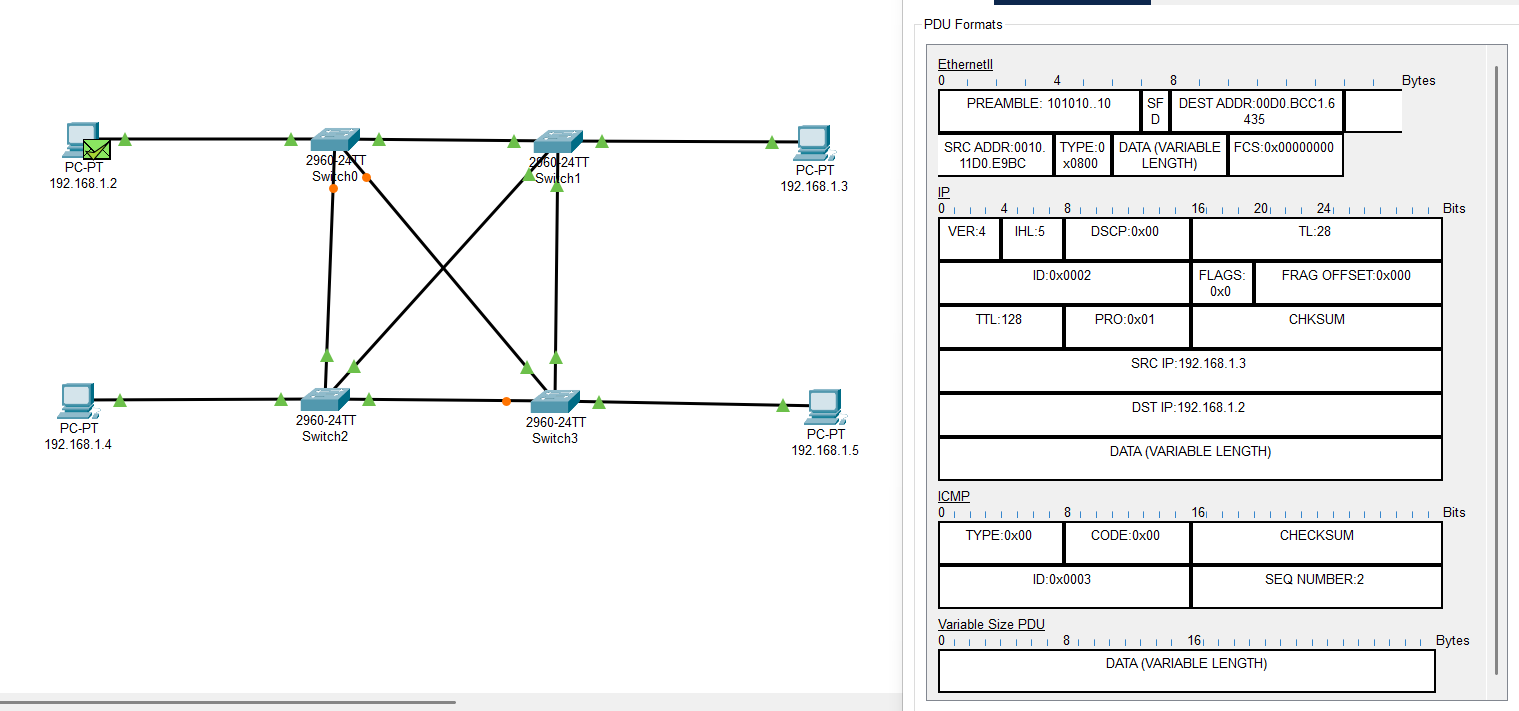 PC-PT
192.168.1.2
2960-24TT
Switch0
2960-24TT
Switch1
PC-PT
192.168.1.3
PC-PT
192.168.1.4
2960-24TT
Switch2
2960-24TT
Switch3
PC-PT
192.168.1.5
PDU Formats
EthernetII
0 4 8 Bytes
PREAMBLE: 101010..10
SF
D
DEST ADDR:00D0.BCC1.6
435
SRC ADDR:0010.
11D0.E9BC
TYPE:0
x0800
DATA (VARIABLE
LENGTH)
FCS:0x00000000
IP
0 4 8 16 20 24 Bits
VER:4 IHL:5 DSCP:0x00 TL:28
ID:0x0002
FLAGS:
0x0
FRAG OFFSET:0x000
TTL:128 PRO:0x01 CHKSUM
SRC IP:192.168.1.3
DST IP:192.168.1.2
DATA (VARIABLE LENGTH)
ICMP
0 8 16 Bits
TYPE:0x00 CODE:0x00 CHECKSUM
ID:0x0003 SEQ NUMBER:2
Variable Size PDU
0 8 16 Bytes
DATA (VARIABLE LENGTH)